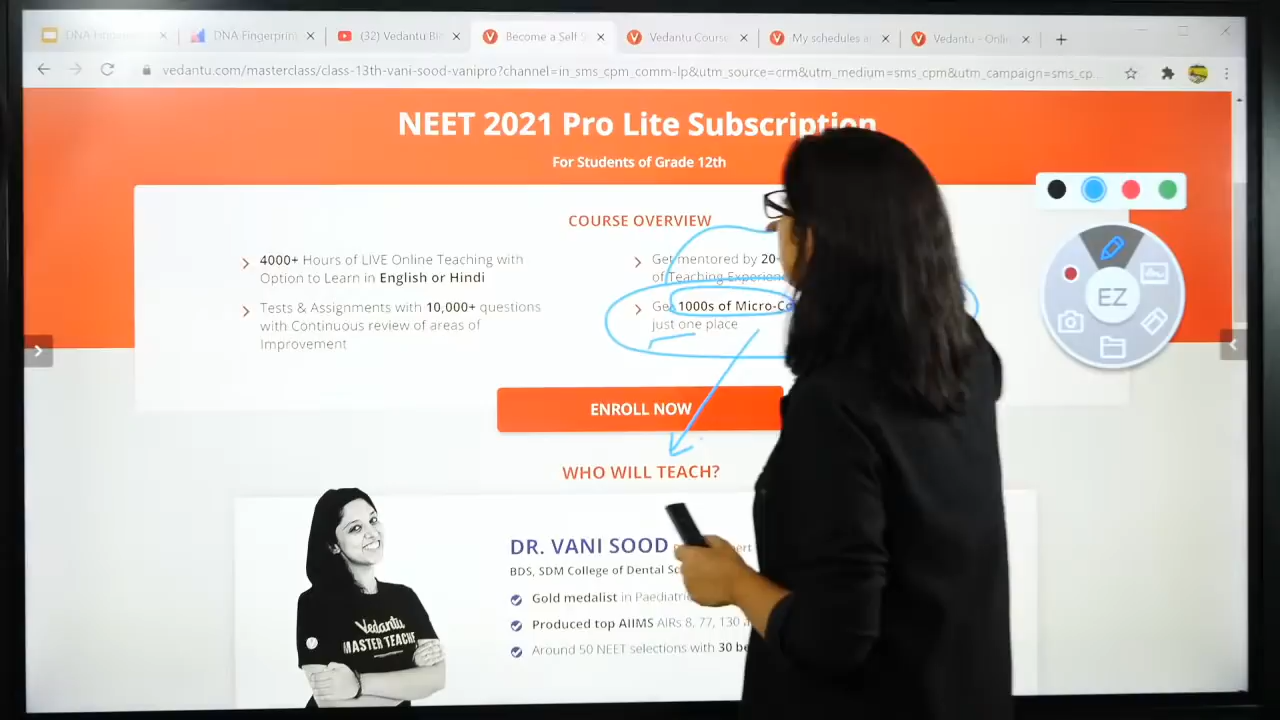 DNA Fingerprin
(32) Vedantu Bi
Become a Self S
Vedantu Course
My schedules a
Vedantu - Onlin
vedantu.com/masterclass/class-13th-vani-sood-vanipro?channel=in_sms_cpm_comm-lp&utm_source=crm&utm_medium=sms_cpm&utm_campaign=sms_cp...
NEET 2021 Pro Lite Subscription
For Students of Grade 12th
COURSE OVERVIEW
4000+ Hours of LIVE Online Teaching with
Option to Learn in English or Hindi
Tests & Assignments with 10,000+ questions
with Continuous review of areas of
Improvement
Get mentored by 20
of Teaching Experienc
Get 1000s of Micro-Co
just one place
ENROLL NOW
EZ
WHO WILL TEACH?
DR. VANI SOOD
BDS, SDM College of Dental Sc
Gold medalist in Paediatri
Produced top AIIMS AIRs 8, 77, 130
Around 50 NEET selections with 30 be
Vedantu
MASTER TEACHE